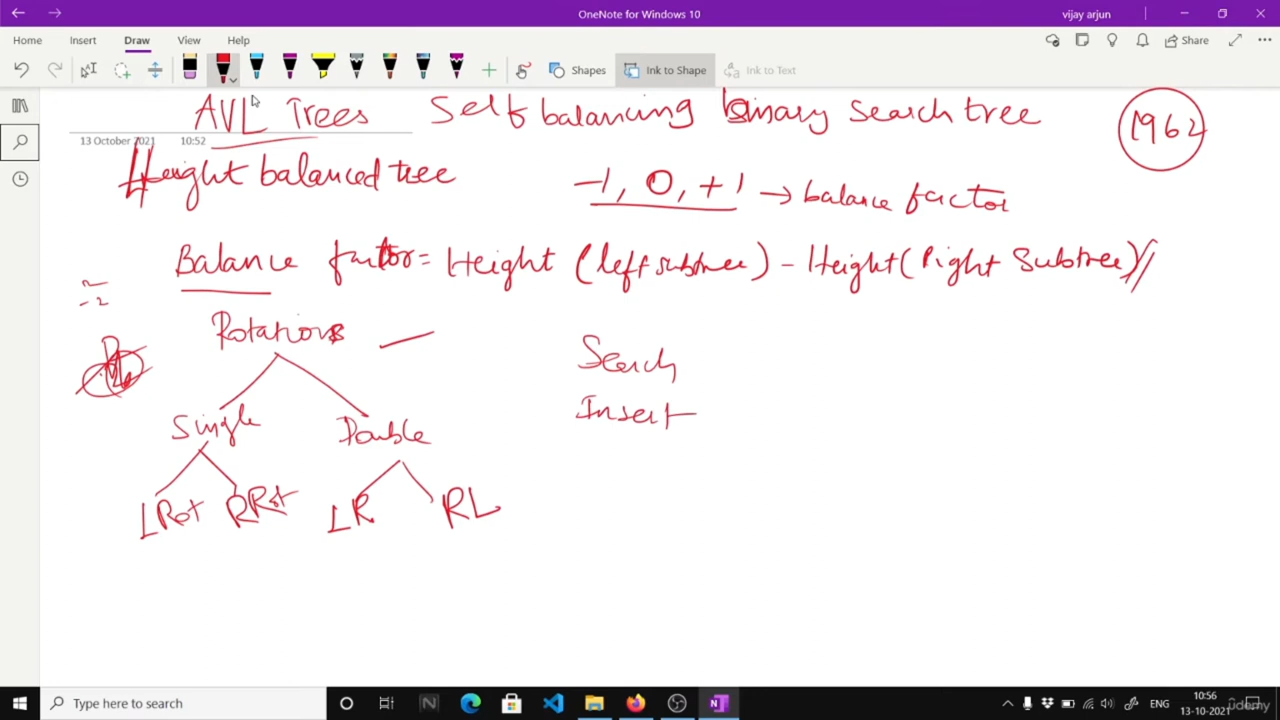 OneNote for Windows 10
vijay arjun
Home Insert Draw View Help
Share
Shapes
Ink to Shape
Ink to Text
AVL Trees Self balancing binary search tree 1962
13 October 2021 10:52
Height balanced tree -1, 0, +1 → balance factor
Balance factor = Height (left subtree) - Height (Right Subtree)//
2
-2
Rotations
Search
Insert
Single Double
LRot RRot LR RL
Type here to search
ENG
10:56
13-10-2021
udemy